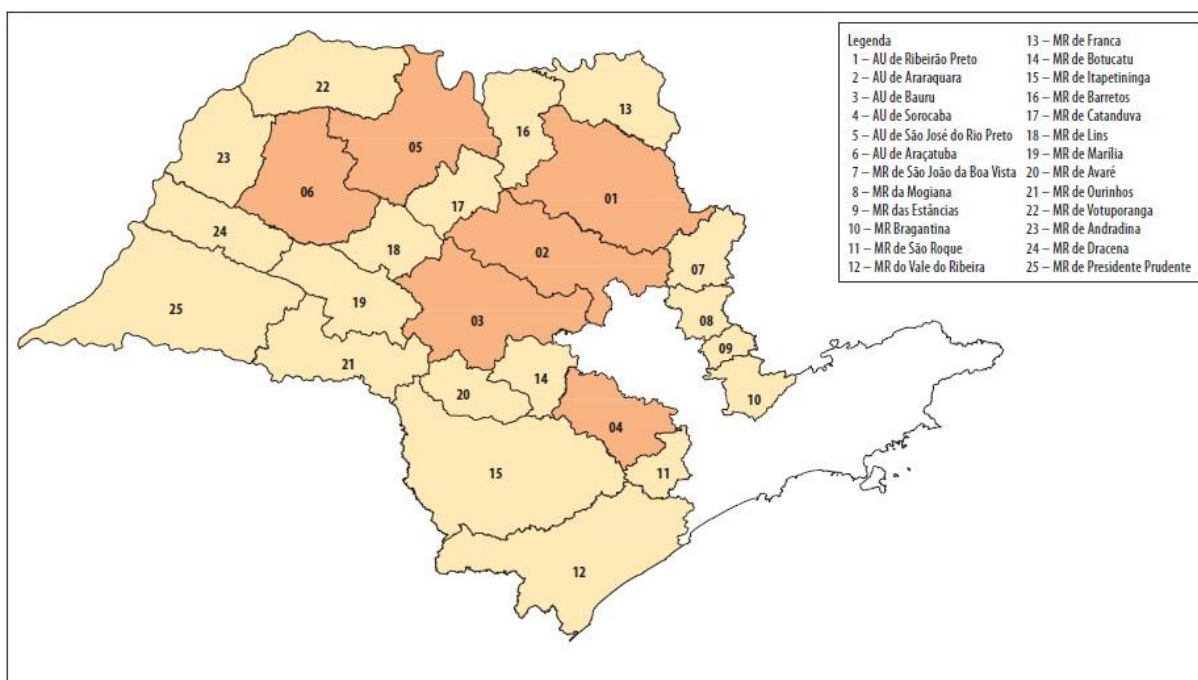 Legenda
1 – AU de Ribeirão Preto
2 – AU de Araraquara
3 – AU de Bauru
4 – AU de Sorocaba
5 – AU de São José do Rio Preto
6 – AU de Araçatuba
7 – MR de São João da Boa Vista
8 – MR da Mogiana
9 – MR das Estâncias
10 – MR Bragantina
11 – MR de São Roque
12 – MR do Vale do Ribeira
13 – MR de Franca
14 – MR de Botucatu
15 – MR de Itapetininga
16 – MR de Barretos
17 – MR de Catanduva
18 – MR de Lins
19 – MR de Marília
20 – MR de Avaré
21 – MR de Ourinhos
22 – MR de Votuporanga
23 – MR de Andradina
24 – MR de Dracena
25 – MR de Presidente Prudente
22
05
16
13
23
06
17
01
24
18
02
07
25
19
03
08
21
09
20
14
10
04
15
11
12